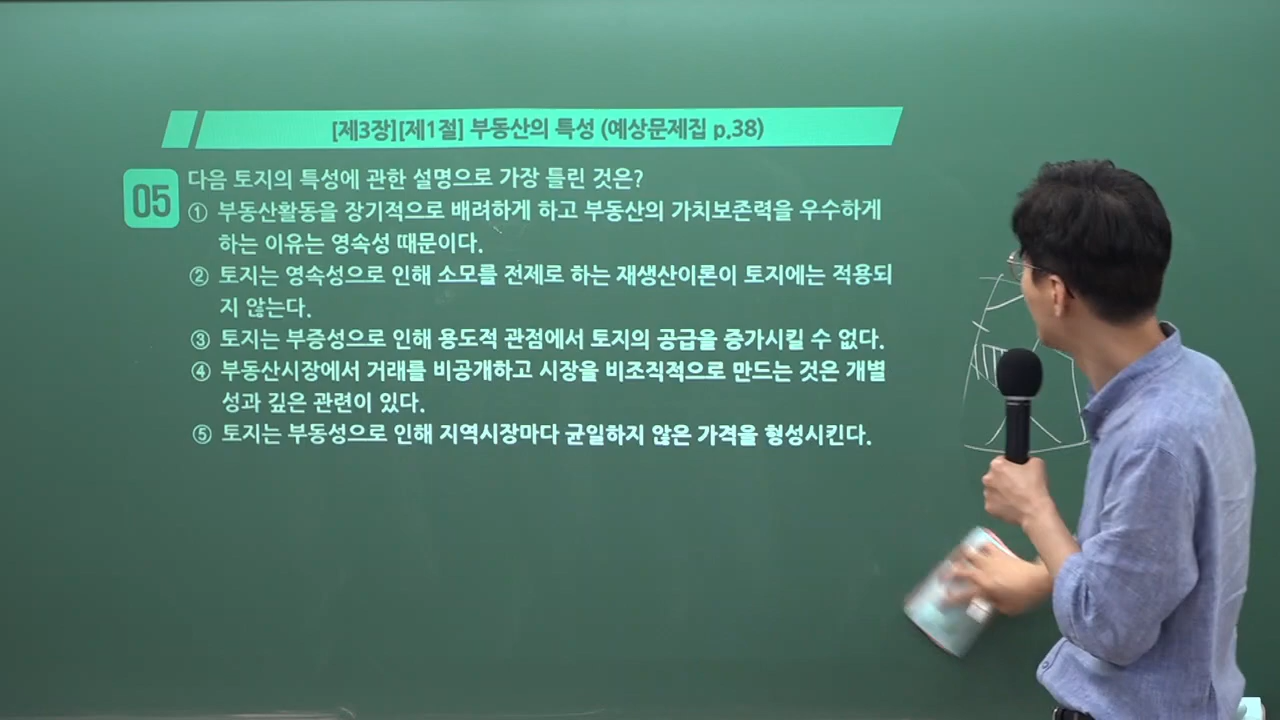 [제3장][제1절] 부동산의 특성 (예상문제집 p.38)
05 다음 토지의 특성에 관한 설명으로 가장 틀린 것은?
① 부동산활동을 장기적으로 배려하게 하고 부동산의 가치보존력을 우수하게
하는 이유는 영속성 때문이다.
② 토지는 영속성으로 인해 소모를 전제로 하는 재생산이론이 토지에는 적용되
지 않는다.
③ 토지는 부증성으로 인해 용도적 관점에서 토지의 공급을 증가시킬 수 없다.
④ 부동산시장에서 거래를 비공개하고 시장을 비조직적으로 만드는 것은 개별
성과 깊은 관련이 있다.
⑤ 토지는 부동성으로 인해 지역시장마다 균일하지 않은 가격을 형성시킨다.